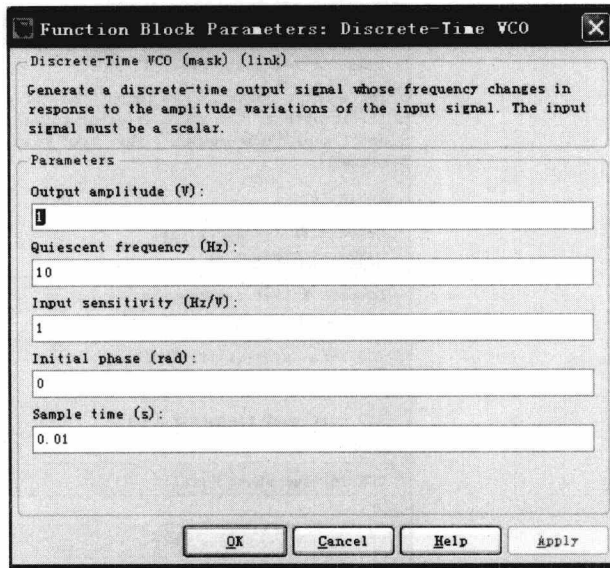 Function Block Parameters: Discrete-Time VCO
Discrete-Time VCO (mask) (link)
Generate a discrete-time output signal whose frequency changes in
response to the amplitude variations of the input signal. The input
signal must be a scalar.
Parameters
Output amplitude (V):
1
Quiescent frequency (Hz):
10
Input sensitivity (Hz/V):
1
Initial phase (rad):
0
Sample time (s):
0.01
OK Cancel Help Apply